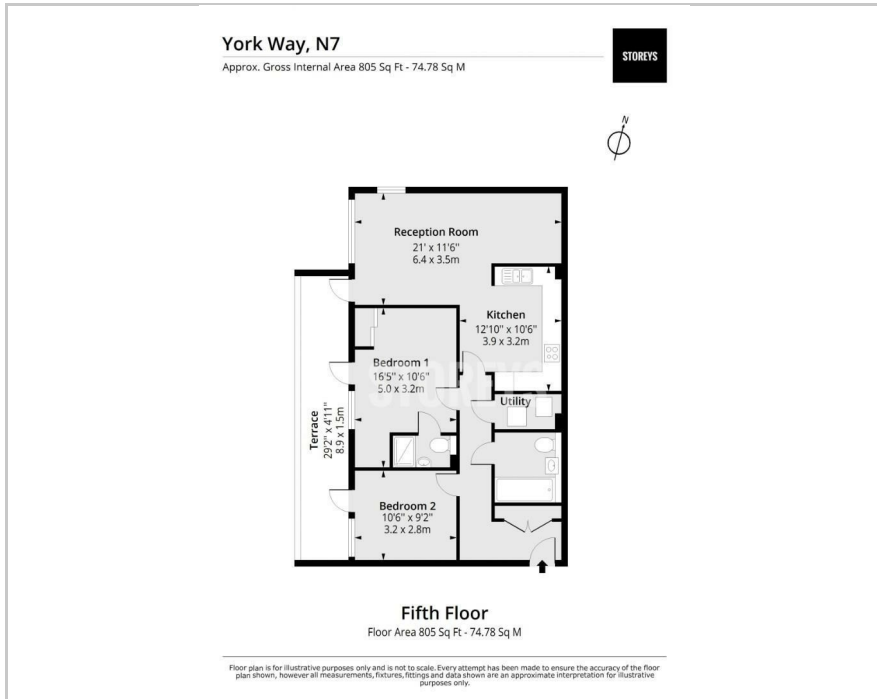 York Way, N7
Approx. Gross Internal Area 805 Sq Ft - 74.78 Sq M
STOREYS
N
Reception Room
21' x 11'6"
6.4 x 3.5m
Kitchen
12'10" x 10'6"
3.9 x 3.2m
Bedroom 1
16'5" x 10'6"
5.0 x 3.2m
STOREYS
Utility
Terrace
29'2" x 4'11"
8.9 x 1.5m
Bedroom 2
10'6" x 9'2"
3.2 x 2.8m
Fifth Floor
Floor Area 805 Sq Ft - 74.78 Sq M
Floor plan is for illustrative purposes only and is not to scale. Every attempt has been made to ensure the accuracy of the floor
plan shown, however all measurements, fixtures, fittings and data shown are an approximate interpretation for illustrative
purposes only.